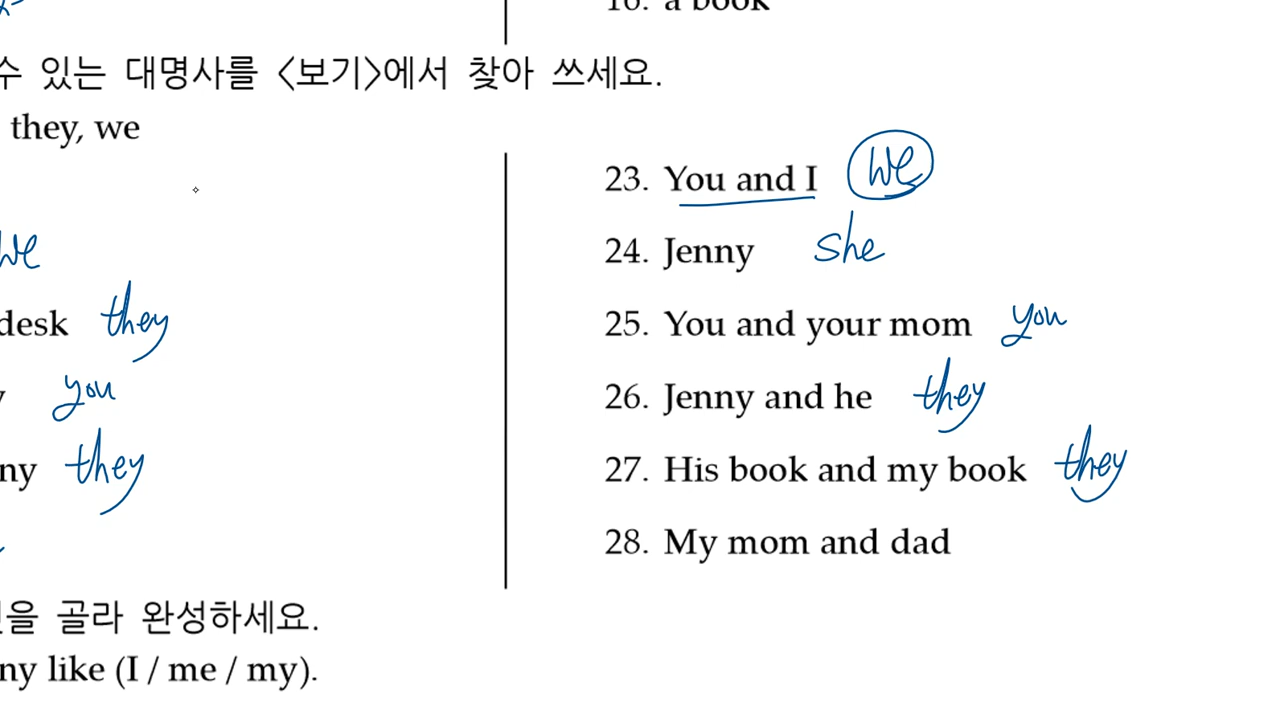 16. a book
수 있는 대명사를 <보기>에서 찾아 쓰세요.
they, we
we
desk they
you
ny they
23. You and I we
24. Jenny she
25. You and your mom you
26. Jenny and he they
27. His book and my book they
28. My mom and dad
을 골라 완성하세요.
ny like (I / me / my).